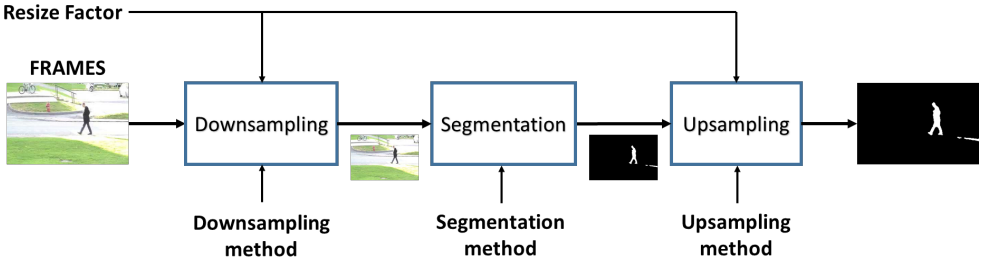 Resize Factor
FRAMES
Downsampling
Segmentation
Upsampling
Downsampling
method
Segmentation
method
Upsampling
method